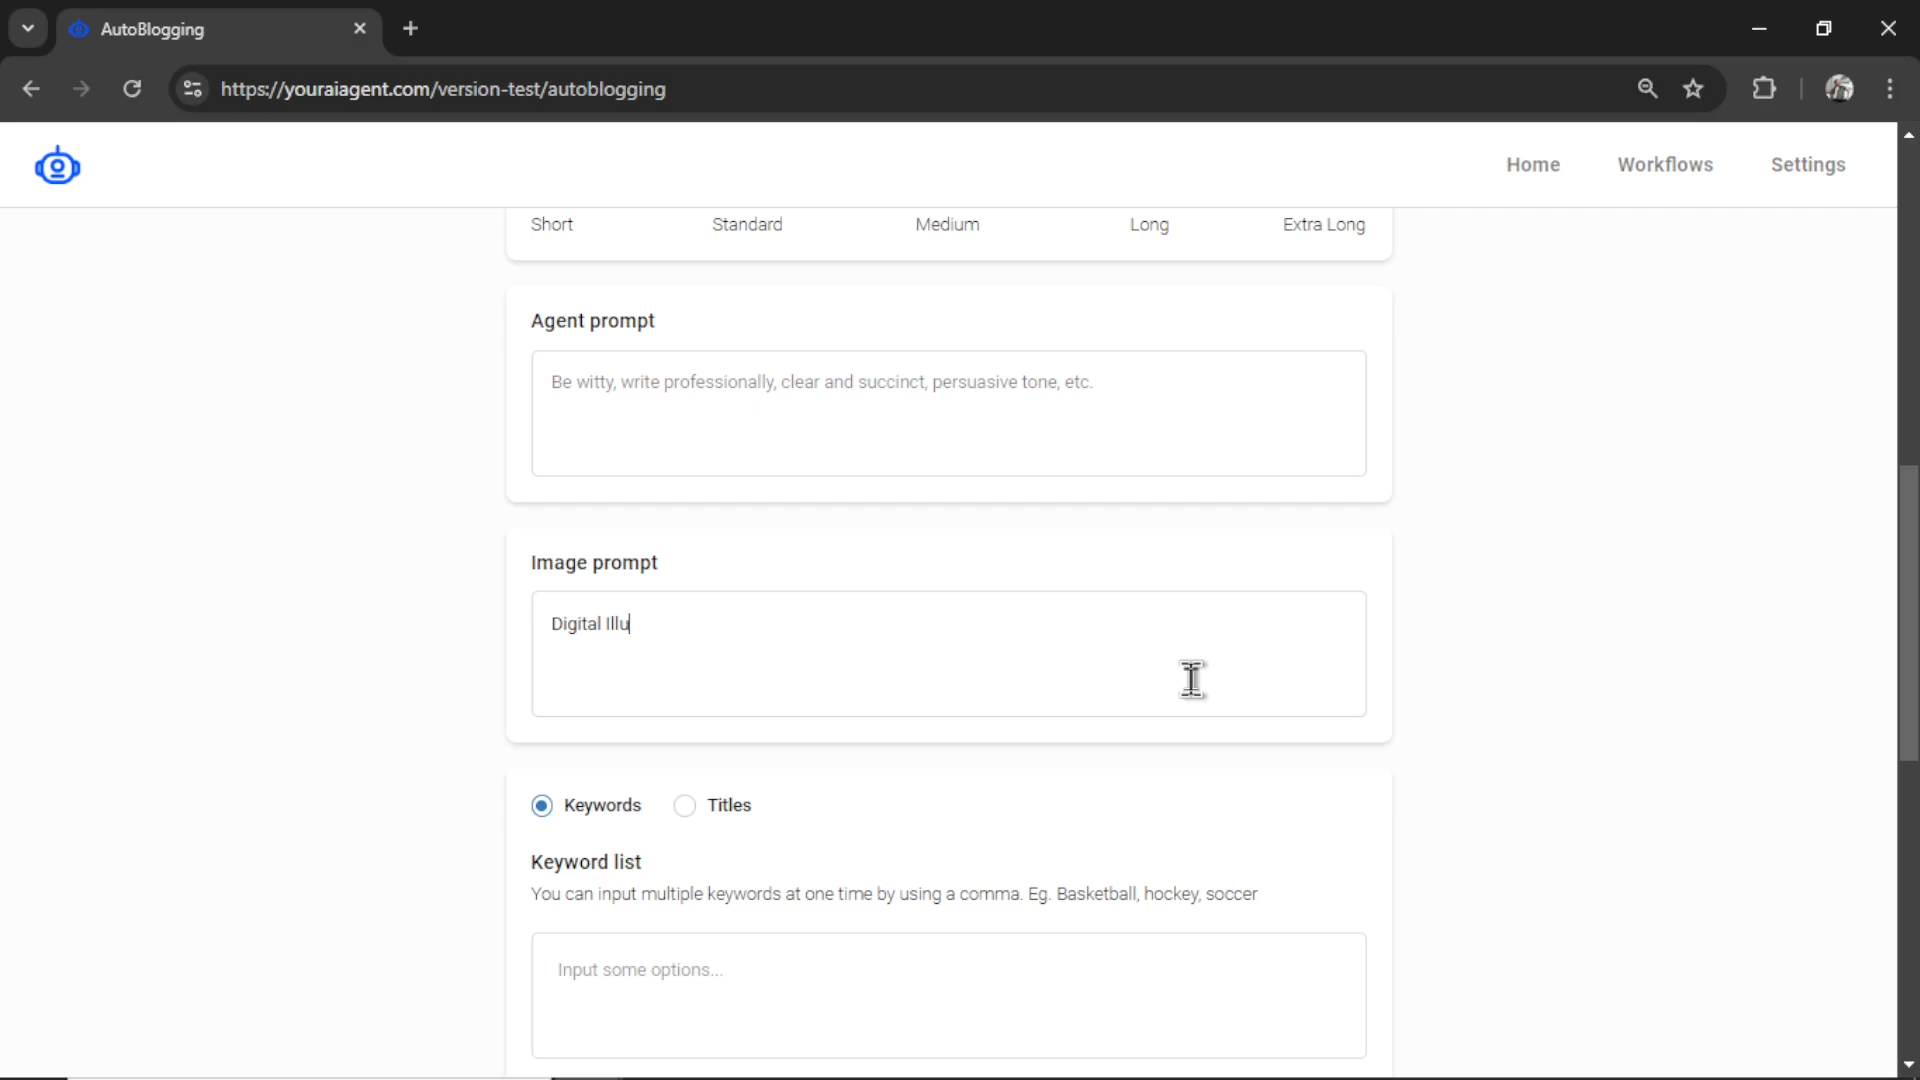 AutoBlogging
https://youraiagent.com/version-test/autoblogging
Home Workflows Settings
Short Standard Medium Long Extra Long
Agent prompt
Be witty, write professionally, clear and succinct, persuasive tone, etc.
Image prompt
Digital Illu
Keywords Titles
Keyword list
You can input multiple keywords at one time by using a comma. Eg. Basketball, hockey, soccer
Input some options...